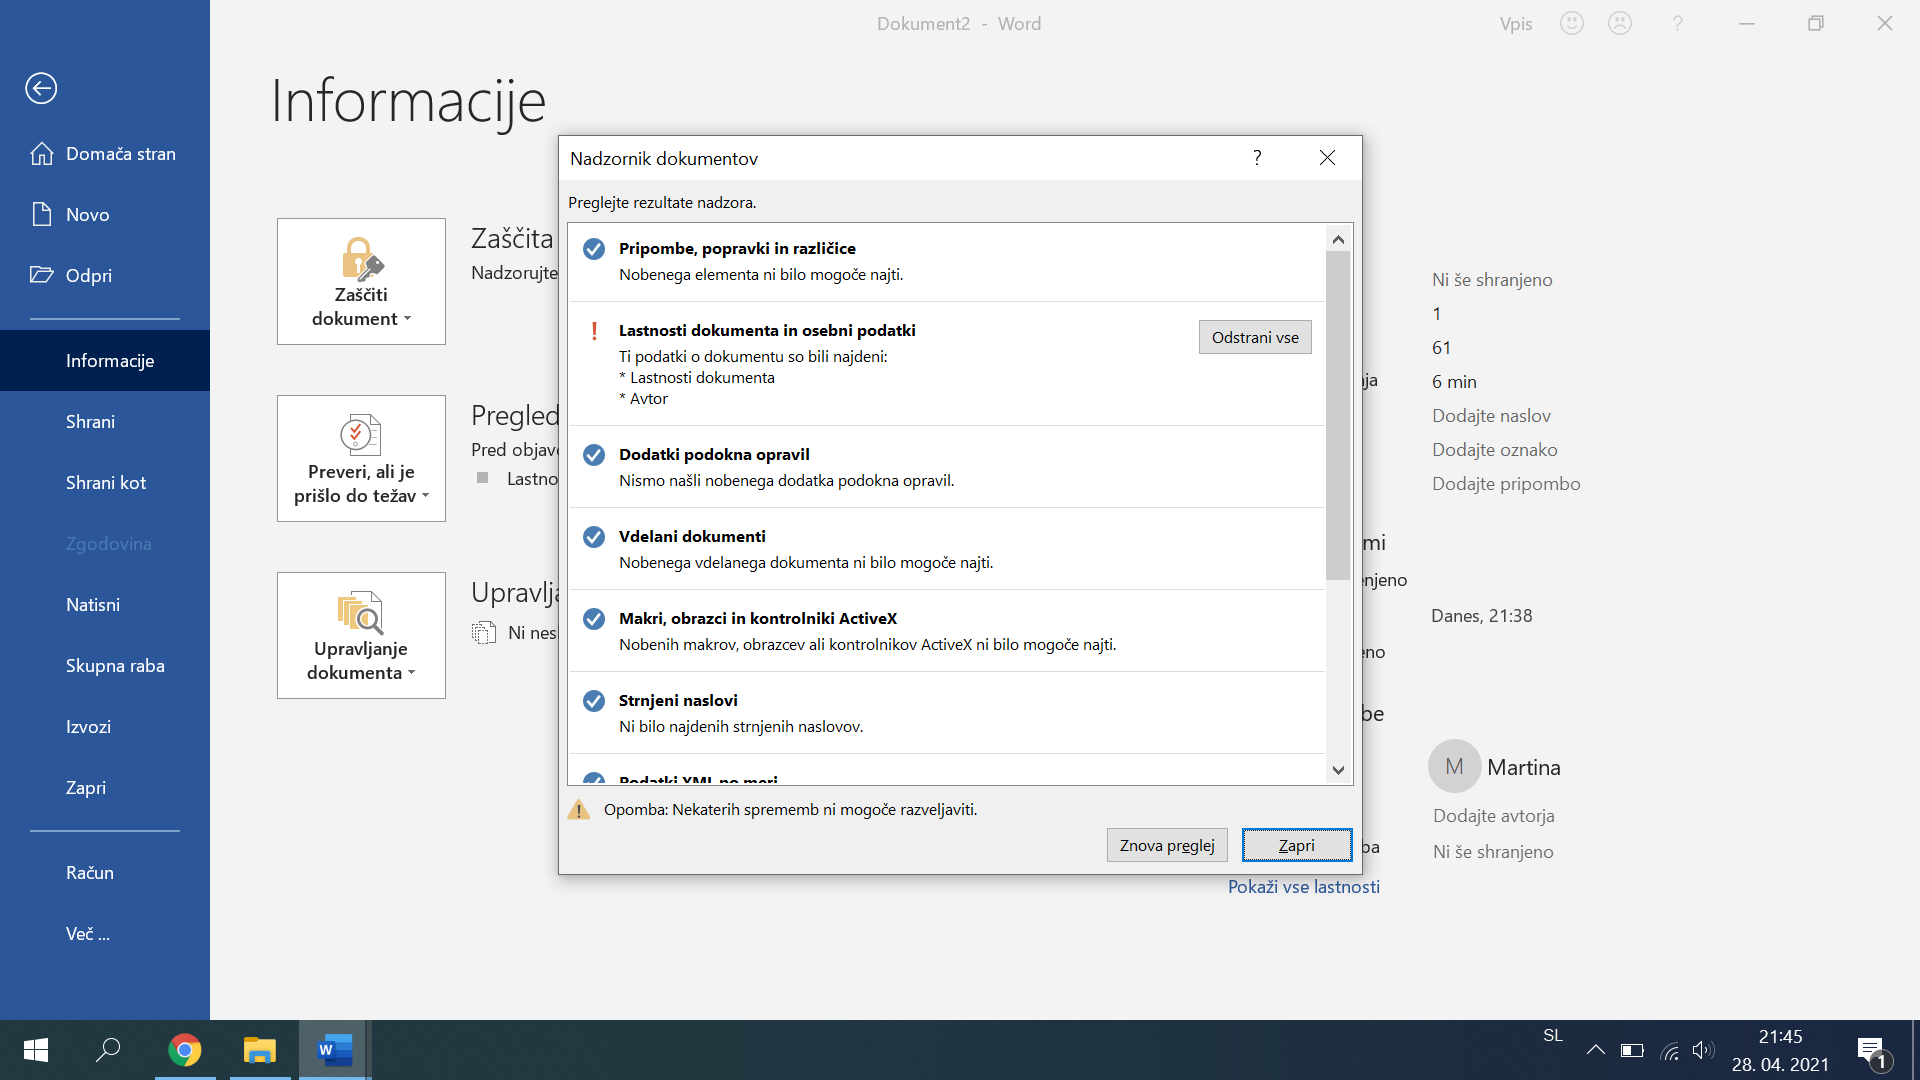 Dokument2 - Word
Vpis
?
Informacije
Domača stran
Novo
Odpri
Informacije
Shrani
Shrani kot
Zgodovina
Natisni
Skupna raba
Izvozi
Zapri
Račun
Več ...
Zaščiti
dokument
Zaščita
Nadzorujte
Preveri, ali je
prišlo do težav
Pregled
Pred objavo
Lastno
Upravljanje
dokumenta
Upravlja
Ni nes
Nadzornik dokumentov
?
Preglejte rezultate nadzora.
Pripombe, popravki in različice
Nobenega elementa ni bilo mogoče najti.
! Lastnosti dokumenta in osebni podatki
Odstrani vse
Ti podatki o dokumentu so bili najdeni:
* Lastnosti dokumenta
* Avtor
Dodatki podokna opravil
Nismo našli nobenega dodatka podokna opravil.
Vdelani dokumenti
Nobenega vdelanega dokumenta ni bilo mogoče najti.
Makri, obrazci in kontrolniki ActiveX
Nobenih makrov, obrazcev ali kontrolnikov ActiveX ni bilo mogoče najti.
Strnjeni naslovi
Ni bilo najdenih strnjenih naslovov.
Podatki XML po meri
Opomba: Nekaterih sprememb ni mogoče razveljaviti.
Znova preglej
Zapri
Ni še shranjeno
1
61
ja
6 min
Dodajte naslov
Dodajte oznako
Dodajte pripombo
mi
enjeno
Danes, 21:38
eno
be
M Martina
Dodajte avtorja
ba
Ni še shranjeno
Pokaži vse lastnosti
W
SL
21:45
28. 04. 2021
1